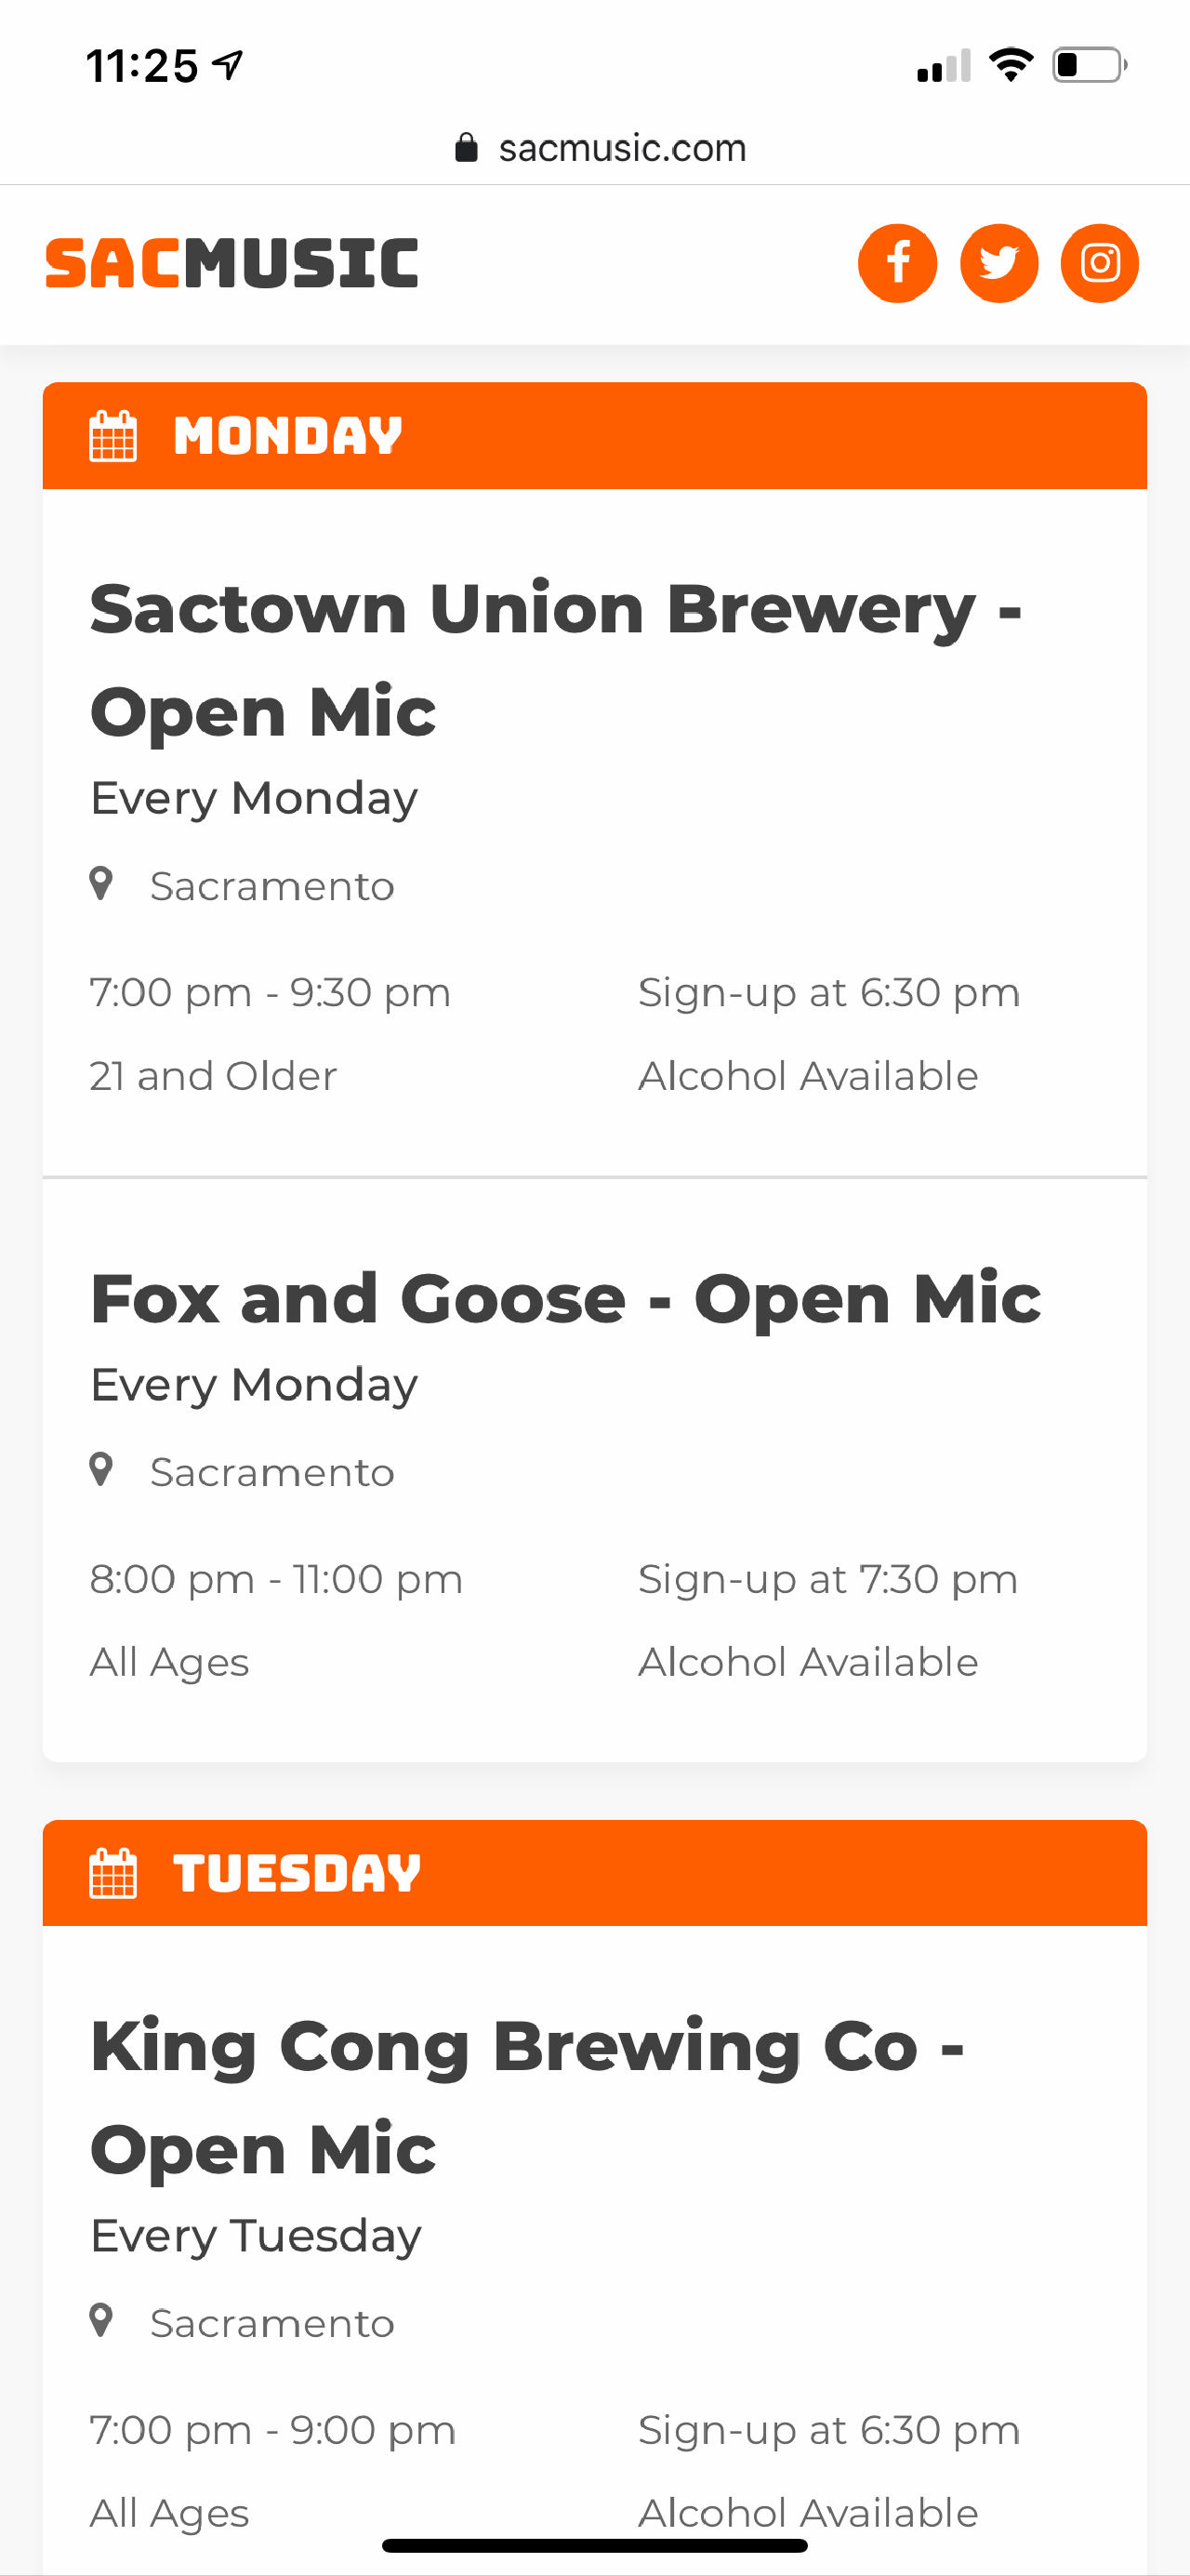 11:25
sacmusic.com
SACMUSIC
MONDAY
Sactown Union Brewery -
Open Mic
Every Monday
Sacramento
7:00 pm - 9:30 pm Sign-up at 6:30 pm
21 and Older Alcohol Available
Fox and Goose - Open Mic
Every Monday
Sacramento
8:00 pm - 11:00 pm Sign-up at 7:30 pm
All Ages Alcohol Available
TUESDAY
King Cong Brewing Co -
Open Mic
Every Tuesday
Sacramento
7:00 pm - 9:00 pm Sign-up at 6:30 pm
All Ages Alcohol Available